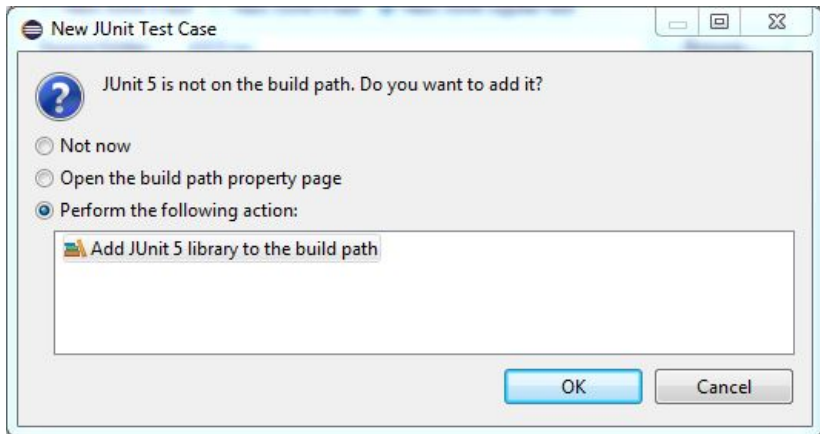 New JUnit Test Case
JUnit 5 is not on the build path. Do you want to add it?
Not now
Open the build path property page
Perform the following action:
Add JUnit 5 library to the build path
OK
Cancel